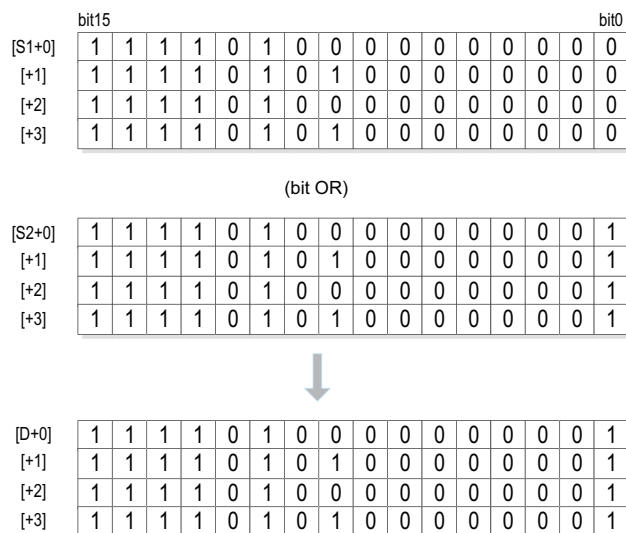 bit15 bit0
[S1+0] 1 1 1 1 0 1 0 0 0 0 0 0 0 0 0 0
[+1] 1 1 1 1 0 1 0 1 0 0 0 0 0 0 0 0
[+2] 1 1 1 1 0 1 0 0 0 0 0 0 0 0 0 0
[+3] 1 1 1 1 0 1 0 1 0 0 0 0 0 0 0 0
(bit OR)
[S2+0] 1 1 1 1 0 1 0 0 0 0 0 0 0 0 0 1
[+1] 1 1 1 1 0 1 0 1 0 0 0 0 0 0 0 1
[+2] 1 1 1 1 0 1 0 0 0 0 0 0 0 0 0 1
[+3] 1 1 1 1 0 1 0 1 0 0 0 0 0 0 0 1
[D+0] 1 1 1 1 0 1 0 0 0 0 0 0 0 0 0 1
[+1] 1 1 1 1 0 1 0 1 0 0 0 0 0 0 0 1
[+2] 1 1 1 1 0 1 0 0 0 0 0 0 0 0 0 1
[+3] 1 1 1 1 0 1 0 1 0 0 0 0 0 0 0 1